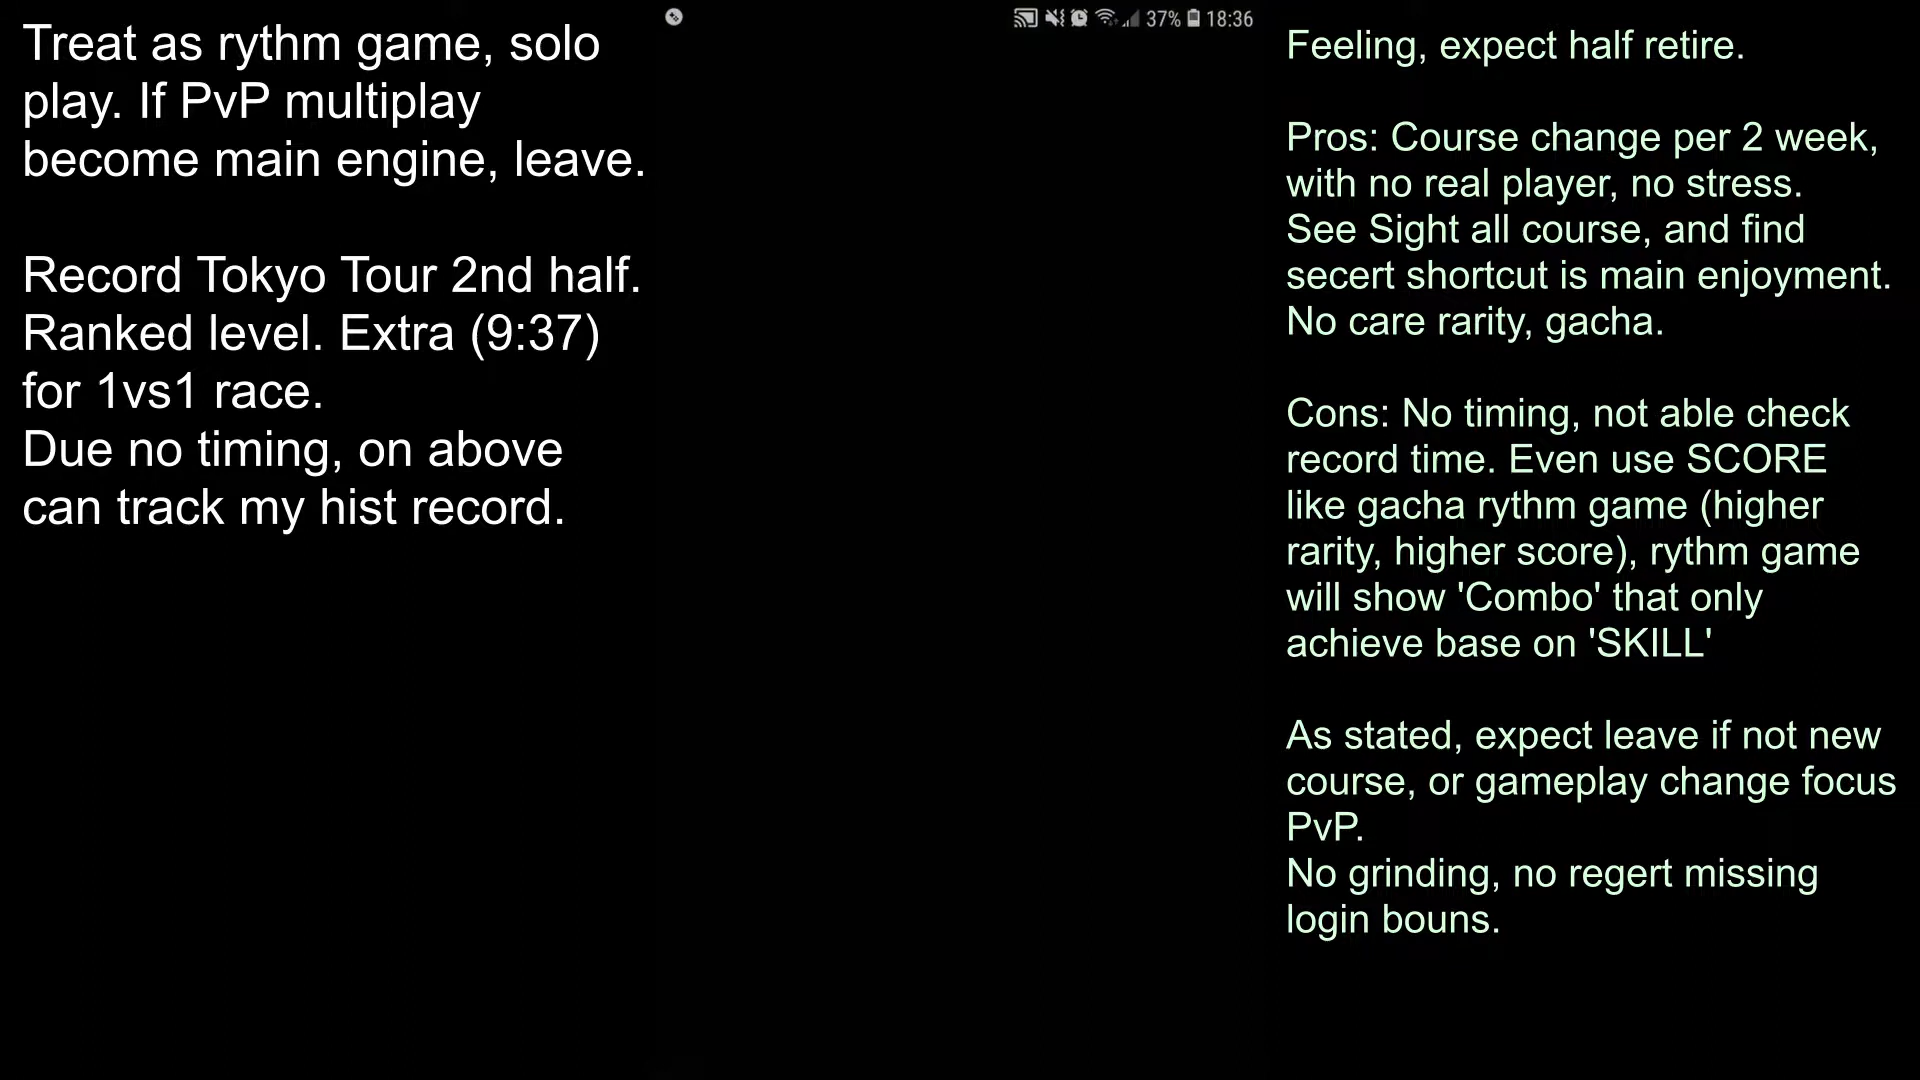 Treat as rythm game, solo
play. If PvP multiplay
become main engine, leave.
Record Tokyo Tour 2nd half.
Ranked level. Extra (9:37)
for 1vs1 race.
Due no timing, on above
can track my hist record.
37% 18:36
Feeling, expect half retire.
Pros: Course change per 2 week,
with no real player, no stress.
See Sight all course, and find
secert shortcut is main enjoyment.
No care rarity, gacha.
Cons: No timing, not able check
record time. Even use SCORE
like gacha rythm game (higher
rarity, higher score), rythm game
will show 'Combo' that only
achieve base on 'SKILL'
As stated, expect leave if not new
course, or gameplay change focus
PvP.
No grinding, no regert missing
login bouns.